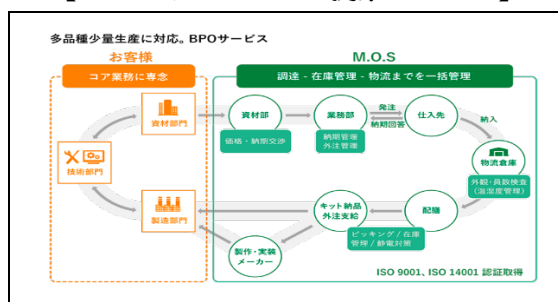 多品種少量生産に対応。BPOサービス
お客様
M.O.S
コア業務に専念
調達 - 在庫管理 - 物流までを一括管理
資材部門
資材部
価格・納期交渉
業務部
納期管理
外注管理
発注
納期回答
仕入先
納入
技術部門
物流倉庫
外観・員数検査
(温湿度管理)
製造部門
キット納品
外注支給
配膳
ピッキング / 在庫
管理 / 静電対策
製作・実装
メーカー
ISO 9001、ISO 14001 認証取得